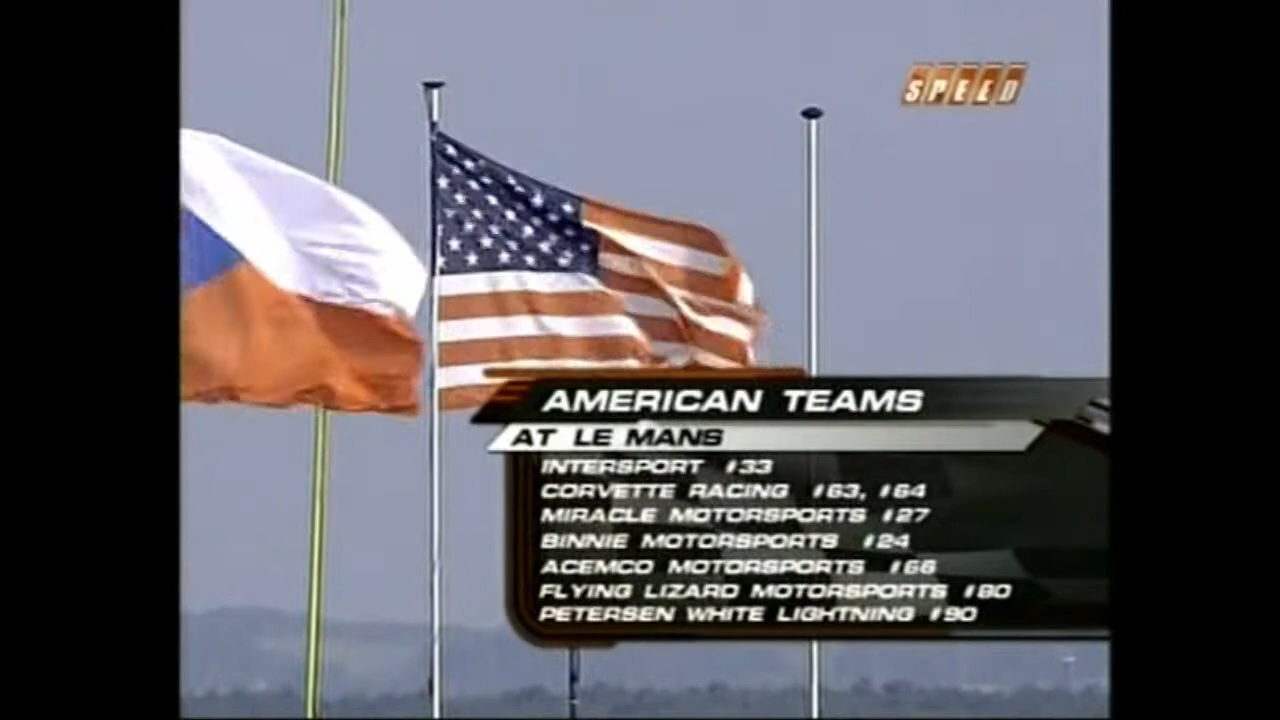 SPEED
AMERICAN TEAMS
AT LE MANS
INTERSPORT #33
CORVETTE RACING #63, #64
MIRACLE MOTORSPORTS #27
BINNIE MOTORSPORTS #24
ACEMCO MOTORSPORTS #66
FLYING LIZARD MOTORSPORTS #80
PETERSEN WHITE LIGHTNING #90